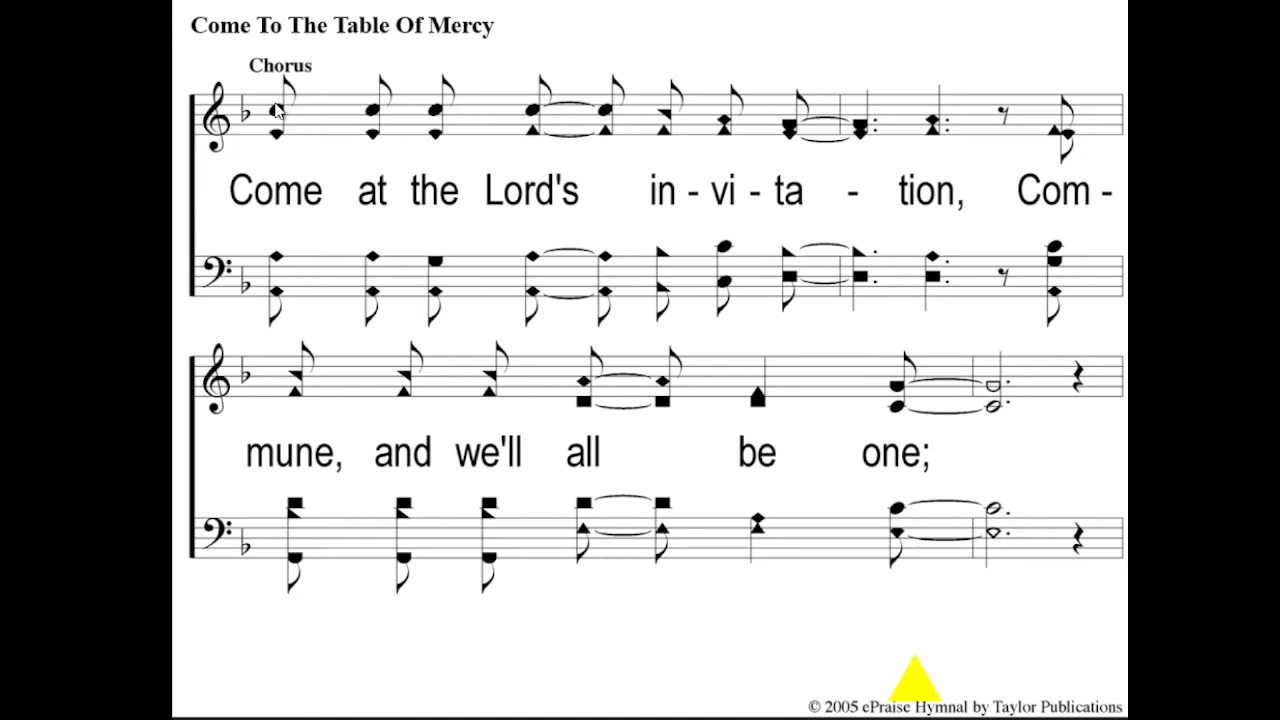 Come To The Table Of Mercy
Chorus
Come at the Lord's in - vi - ta - tion, Com -
mune, and we'll all be one;
© 2005 ePraise Hymnal by Taylor Publications